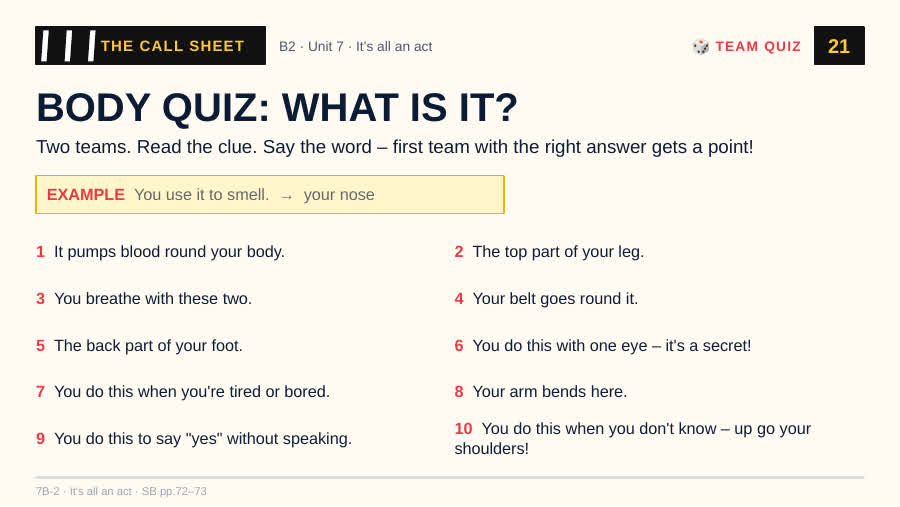 THE CALL SHEET
B2 · Unit 7 · It's all an act
🎲 TEAM QUIZ
21
BODY QUIZ: WHAT IS IT?
Two teams. Read the clue. Say the word – first team with the right answer gets a point!
EXAMPLE You use it to smell. → your nose
1 It pumps blood round your body.
2 The top part of your leg.
3 You breathe with these two.
4 Your belt goes round it.
5 The back part of your foot.
6 You do this with one eye – it's a secret!
7 You do this when you're tired or bored.
8 Your arm bends here.
9 You do this to say "yes" without speaking.
10 You do this when you don't know – up go your
shoulders!
7B-2 · It's all an act · SB pp.72–73